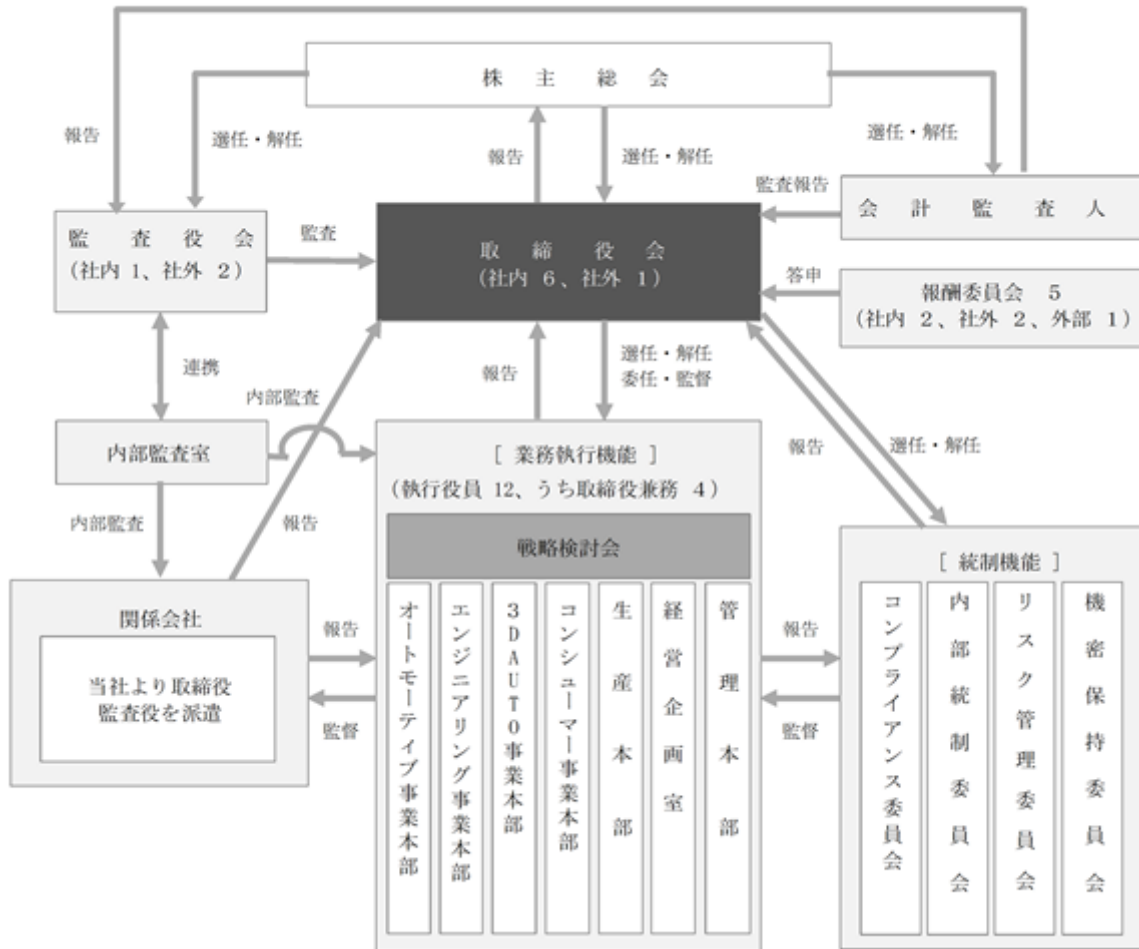 株主総会
報告
選任・解任
報告
選任・解任
選任・解任
監査報告
会計監査人
監査役会
(社内 1、社外 2)
監査
取締役会
(社内 6、社外 1)
答申
報酬委員会 5
(社内 2、社外 2、外部 1)
連携
内部監査
報告
選任・解任
委任・監督
内部監査室
[ 業務執行機能 ]
(執行役員 12、うち取締役兼務 4)
報告
選任・解任
内部監査
報告
戦略検討会
[ 統制機能 ]
関係会社
当社より取締役
監査役を派遣
報告
監督
オートモーティブ事業本部
エンジニアリング事業本部
3DAUTO事業本部
コンシューマー事業本部
生産本部
経営企画室
管理本部
報告
監督
コンプライアンス委員会
内部統制委員会
リスク管理委員会
機密保持委員会